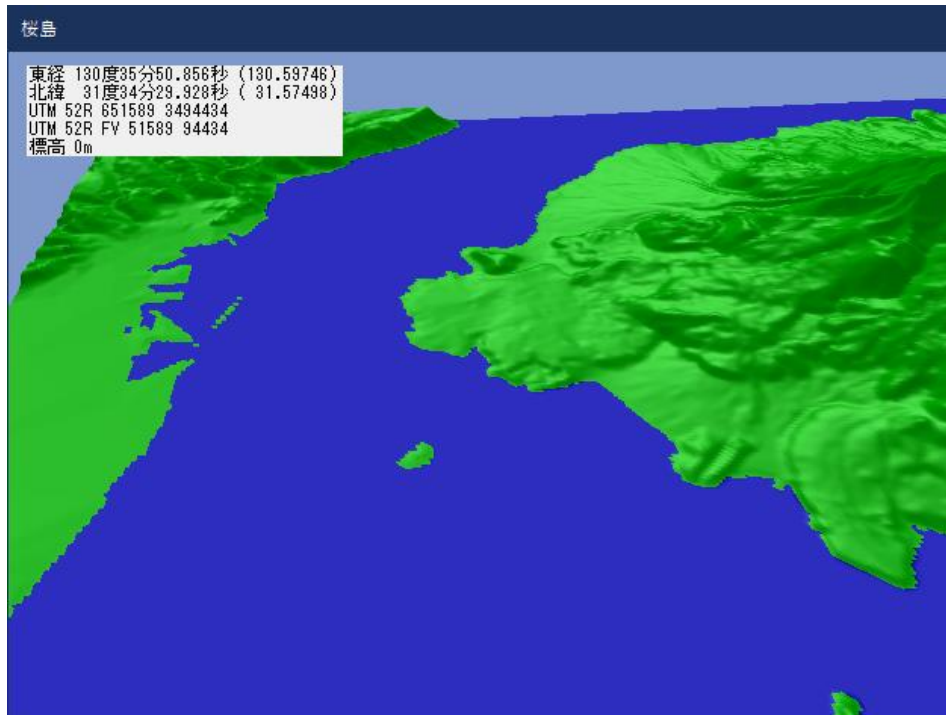 桜島
東経 130度35分50.856秒 (130.59746)
北緯  31度34分29.928秒 ( 31.57498)
UTM 52R 651589 3494434
UTM 52R FV 51589 94434
標高 0m